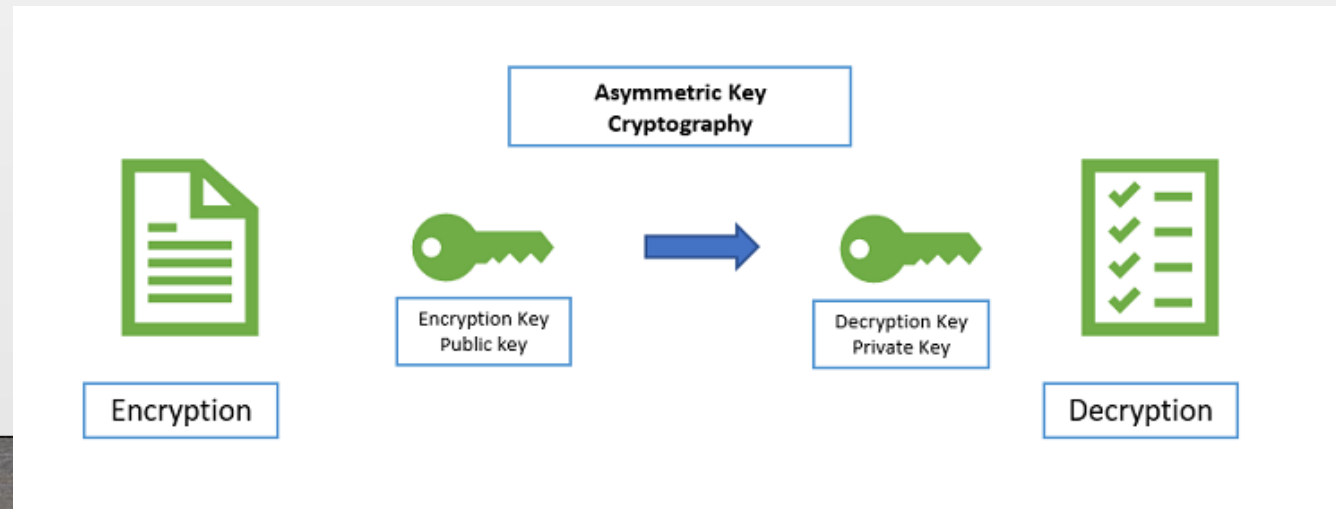 Asymmetric Key
Cryptography
Encryption Key
Public key
Decryption Key
Private Key
Encryption
Decryption